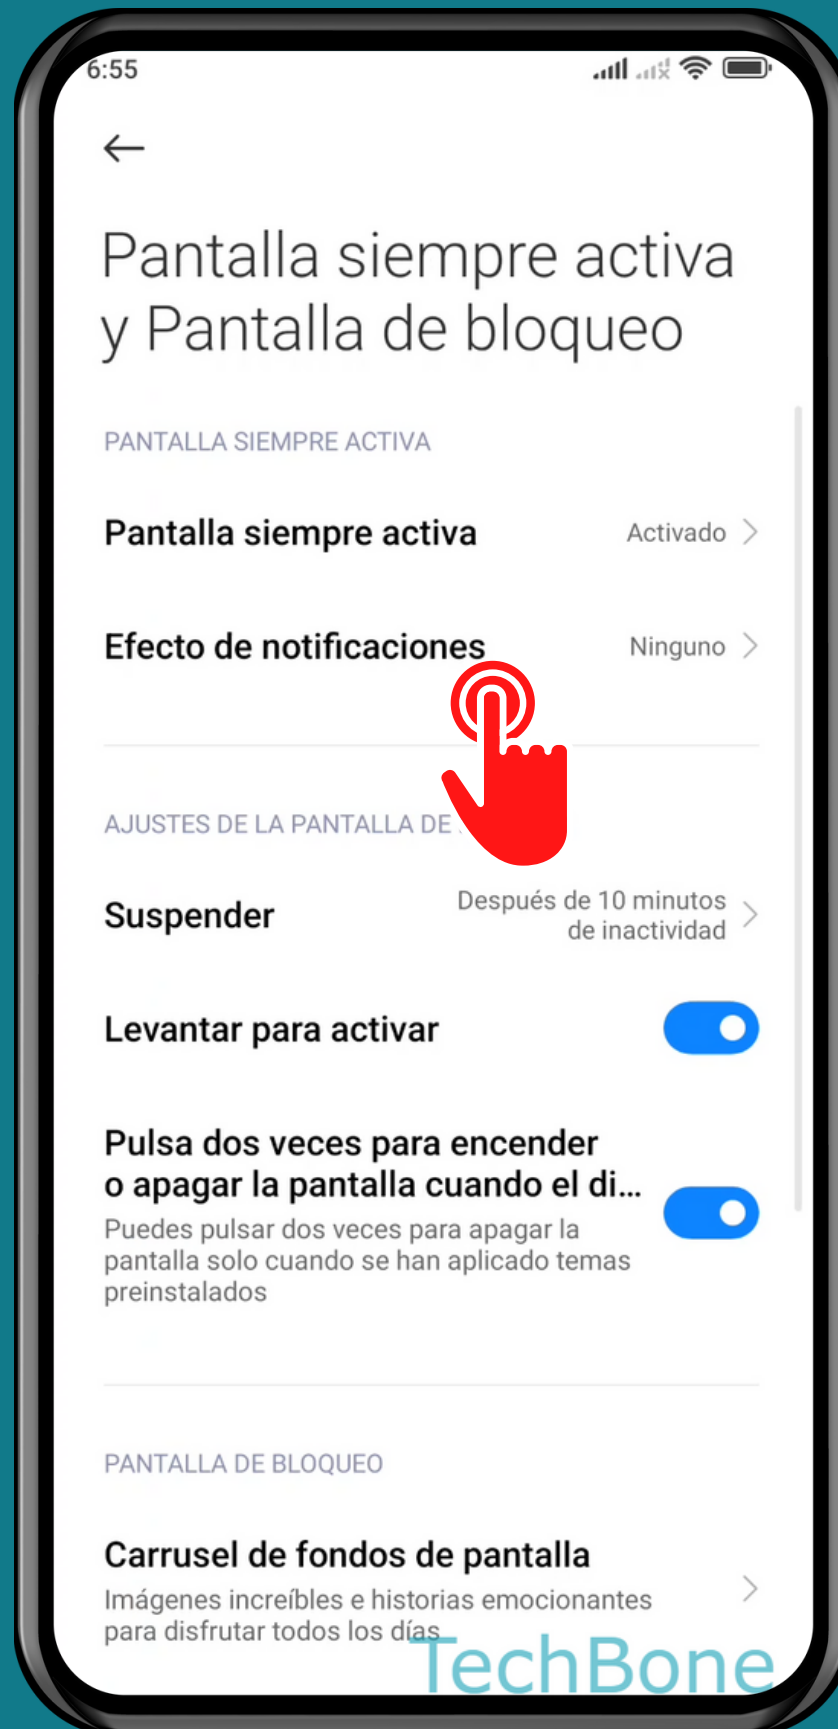 6:55
Pantalla siempre activa
y Pantalla de bloqueo
PANTALLA SIEMPRE ACTIVA
Pantalla siempre activa
Activado
Efecto de notificaciones
Ninguno
AJUSTES DE LA PANTALLA DE
Suspender
Después de 10 minutos
de inactividad
Levantar para activar
Pulsa dos veces para encender
o apagar la pantalla cuando el di...
Puedes pulsar dos veces para apagar la
pantalla solo cuando se han aplicado temas
preinstalados
PANTALLA DE BLOQUEO
Carrusel de fondos de pantalla
Imágenes increíbles e historias emocionantes
para disfrutar todos los días
TechBone